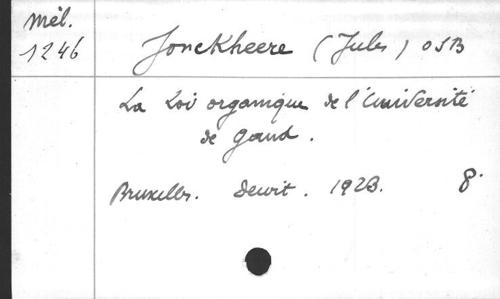 Mél.
1246
Jonckheere (Jules) OSB
La Loi organique de l'Université
de Gand.
Bruxelles. Dewit. 1923. 8°